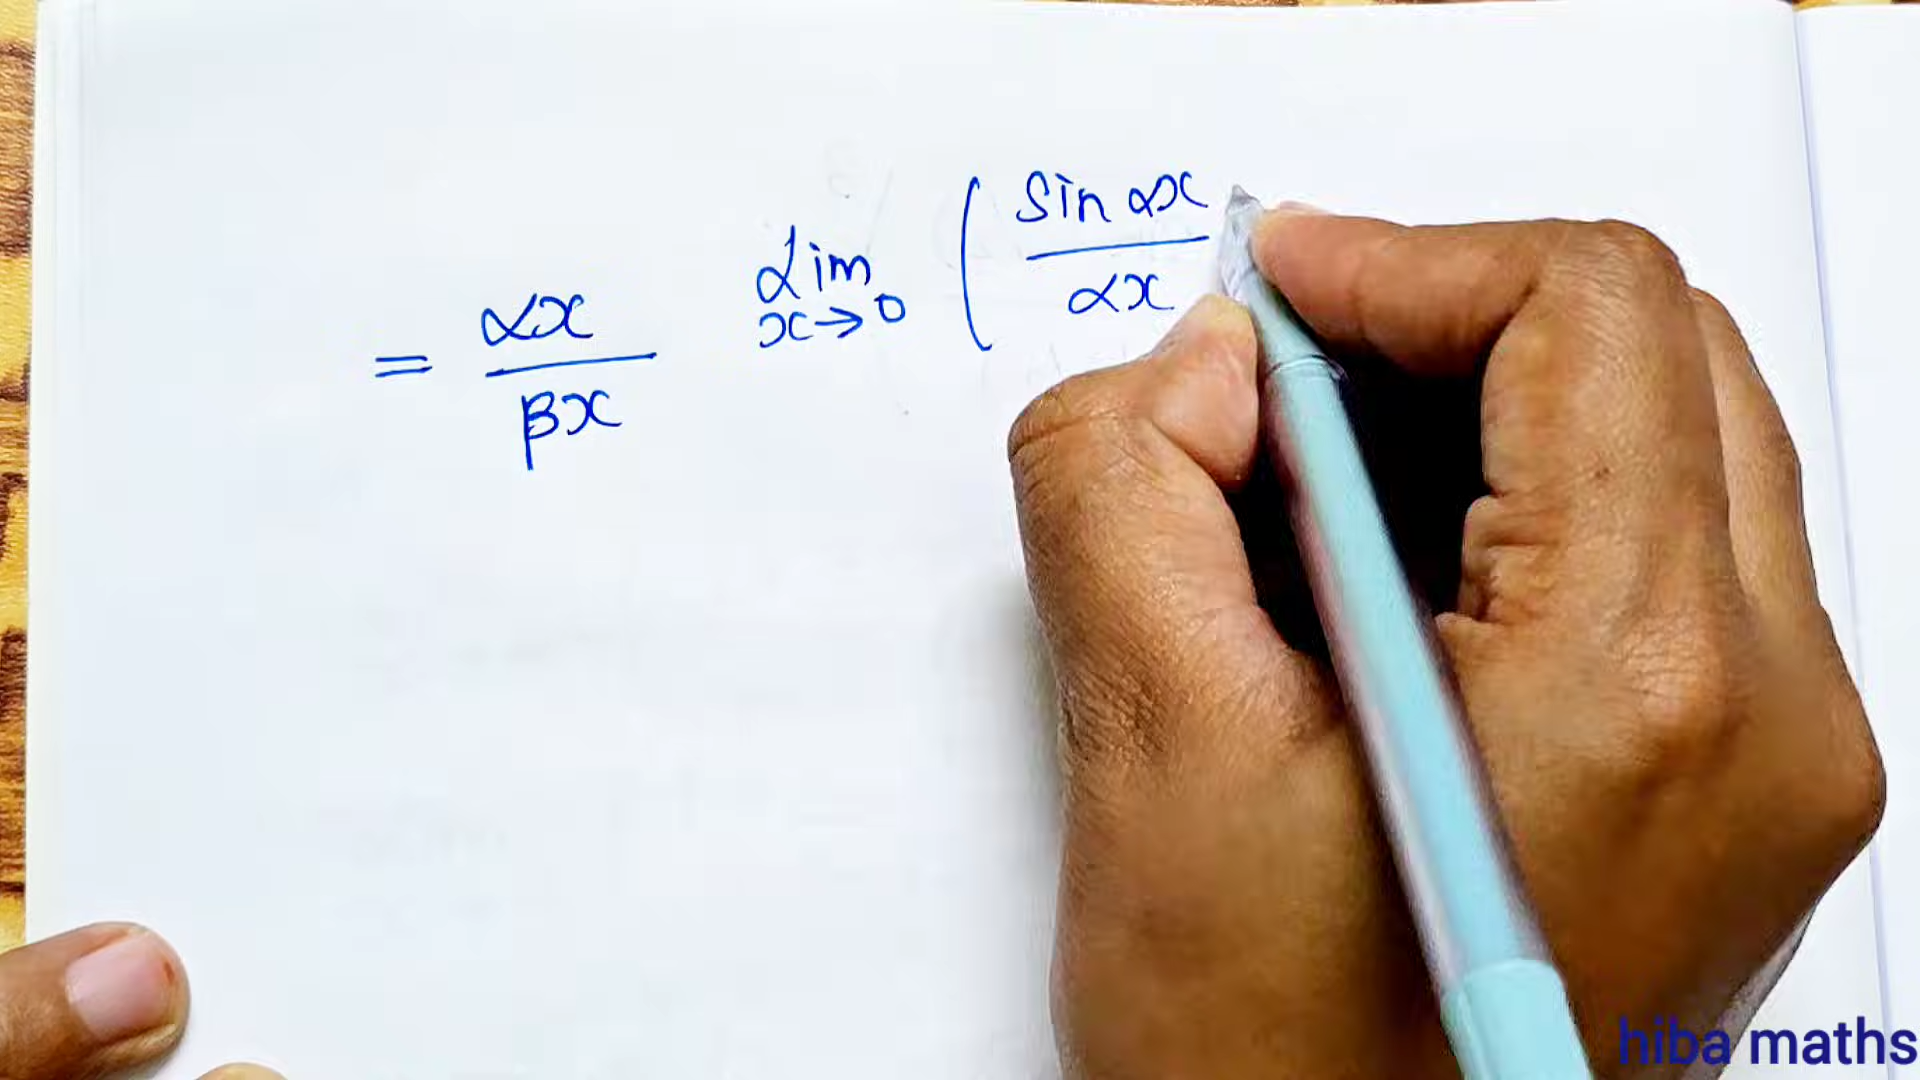 = αx / βx Lim x→0 ( sin αx / αx
hiba maths